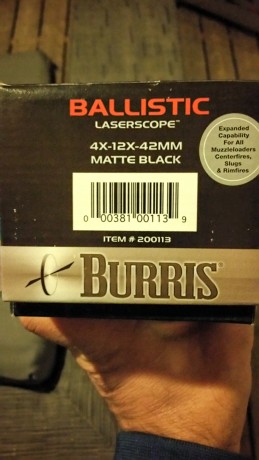 BALLISTIC
LASERSCOPE™
4X-12X-42MM
MATTE BLACK
Expanded
Capability
For All
Muzzleloaders
Centerfires,
Slugs
& Rimfires
0 00381 00113 9
ITEM # 200113
BURRIS